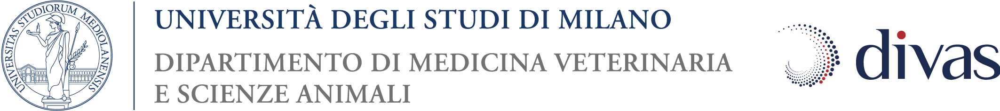 UNIVERSITAS STUDIORUM MEDIOLANENSIS
UNIVERSITÀ DEGLI STUDI DI MILANO
DIPARTIMENTO DI MEDICINA VETERINARIA
E SCIENZE ANIMALI
divas